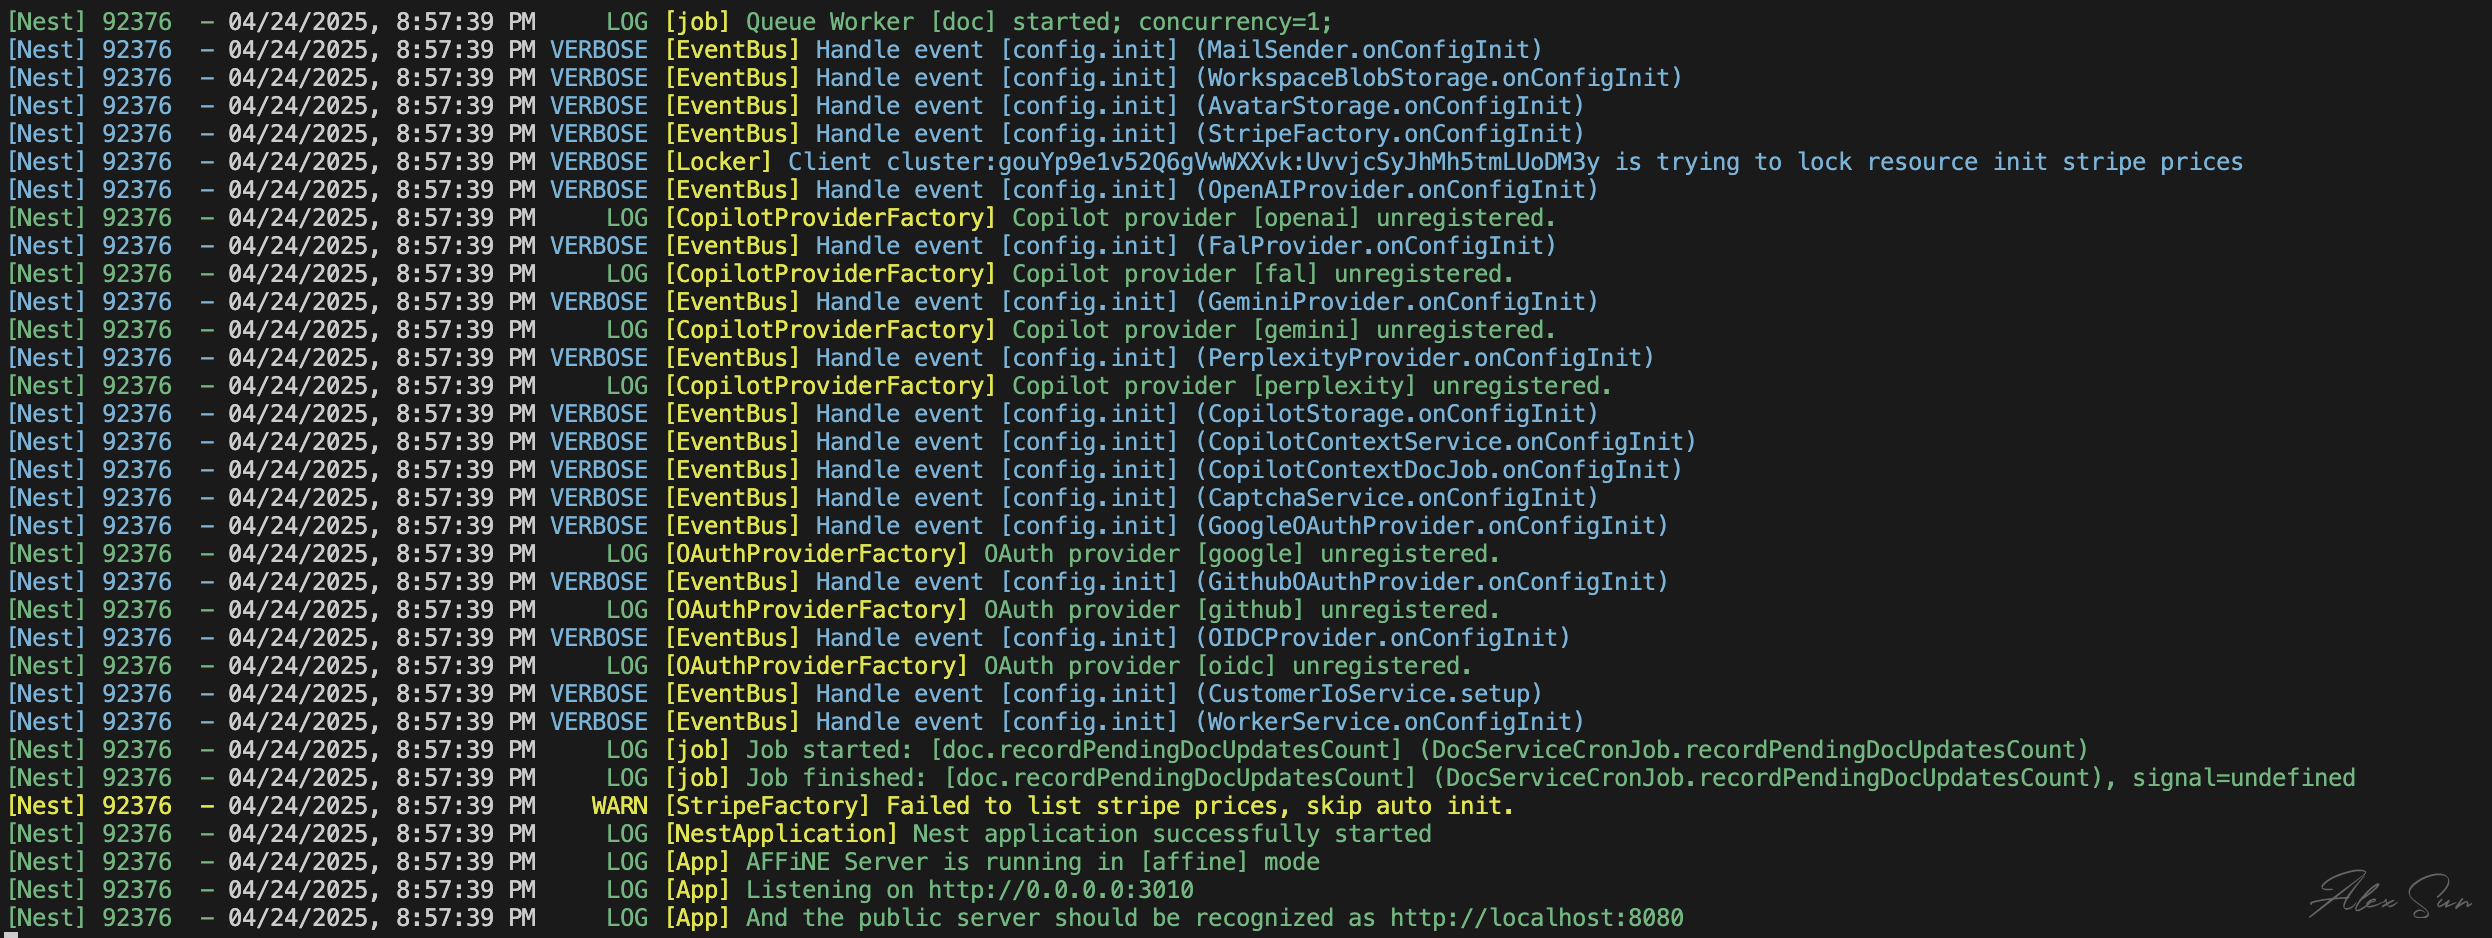 [Nest] 92376  - 04/24/2025, 8:57:39 PM     LOG [job] Queue Worker [doc] started; concurrency=1;
[Nest] 92376  - 04/24/2025, 8:57:39 PM VERBOSE [EventBus] Handle event [config.init] (MailSender.onConfigInit)
[Nest] 92376  - 04/24/2025, 8:57:39 PM VERBOSE [EventBus] Handle event [config.init] (WorkspaceBlobStorage.onConfigInit)
[Nest] 92376  - 04/24/2025, 8:57:39 PM VERBOSE [EventBus] Handle event [config.init] (AvatarStorage.onConfigInit)
[Nest] 92376  - 04/24/2025, 8:57:39 PM VERBOSE [EventBus] Handle event [config.init] (StripeFactory.onConfigInit)
[Nest] 92376  - 04/24/2025, 8:57:39 PM VERBOSE [Locker] Client cluster:gouYp9e1v52Q6gVwWXXvk:UvvjcSyJhMh5tmLUoDM3y is trying to lock resource init stripe prices
[Nest] 92376  - 04/24/2025, 8:57:39 PM VERBOSE [EventBus] Handle event [config.init] (OpenAIProvider.onConfigInit)
[Nest] 92376  - 04/24/2025, 8:57:39 PM     LOG [CopilotProviderFactory] Copilot provider [openai] unregistered.
[Nest] 92376  - 04/24/2025, 8:57:39 PM VERBOSE [EventBus] Handle event [config.init] (FalProvider.onConfigInit)
[Nest] 92376  - 04/24/2025, 8:57:39 PM     LOG [CopilotProviderFactory] Copilot provider [fal] unregistered.
[Nest] 92376  - 04/24/2025, 8:57:39 PM VERBOSE [EventBus] Handle event [config.init] (GeminiProvider.onConfigInit)
[Nest] 92376  - 04/24/2025, 8:57:39 PM     LOG [CopilotProviderFactory] Copilot provider [gemini] unregistered.
[Nest] 92376  - 04/24/2025, 8:57:39 PM VERBOSE [EventBus] Handle event [config.init] (PerplexityProvider.onConfigInit)
[Nest] 92376  - 04/24/2025, 8:57:39 PM     LOG [CopilotProviderFactory] Copilot provider [perplexity] unregistered.
[Nest] 92376  - 04/24/2025, 8:57:39 PM VERBOSE [EventBus] Handle event [config.init] (CopilotStorage.onConfigInit)
[Nest] 92376  - 04/24/2025, 8:57:39 PM VERBOSE [EventBus] Handle event [config.init] (CopilotContextService.onConfigInit)
[Nest] 92376  - 04/24/2025, 8:57:39 PM VERBOSE [EventBus] Handle event [config.init] (CopilotContextDocJob.onConfigInit)
[Nest] 92376  - 04/24/2025, 8:57:39 PM VERBOSE [EventBus] Handle event [config.init] (CaptchaService.onConfigInit)
[Nest] 92376  - 04/24/2025, 8:57:39 PM VERBOSE [EventBus] Handle event [config.init] (GoogleOAuthProvider.onConfigInit)
[Nest] 92376  - 04/24/2025, 8:57:39 PM     LOG [OAuthProviderFactory] OAuth provider [google] unregistered.
[Nest] 92376  - 04/24/2025, 8:57:39 PM VERBOSE [EventBus] Handle event [config.init] (GithubOAuthProvider.onConfigInit)
[Nest] 92376  - 04/24/2025, 8:57:39 PM     LOG [OAuthProviderFactory] OAuth provider [github] unregistered.
[Nest] 92376  - 04/24/2025, 8:57:39 PM VERBOSE [EventBus] Handle event [config.init] (OIDCProvider.onConfigInit)
[Nest] 92376  - 04/24/2025, 8:57:39 PM     LOG [OAuthProviderFactory] OAuth provider [oidc] unregistered.
[Nest] 92376  - 04/24/2025, 8:57:39 PM VERBOSE [EventBus] Handle event [config.init] (CustomerIoService.setup)
[Nest] 92376  - 04/24/2025, 8:57:39 PM VERBOSE [EventBus] Handle event [config.init] (WorkerService.onConfigInit)
[Nest] 92376  - 04/24/2025, 8:57:39 PM     LOG [job] Job started: [doc.recordPendingDocUpdatesCount] (DocServiceCronJob.recordPendingDocUpdatesCount)
[Nest] 92376  - 04/24/2025, 8:57:39 PM     LOG [job] Job finished: [doc.recordPendingDocUpdatesCount] (DocServiceCronJob.recordPendingDocUpdatesCount), signal=undefined
[Nest] 92376  - 04/24/2025, 8:57:39 PM    WARN [StripeFactory] Failed to list stripe prices, skip auto init.
[Nest] 92376  - 04/24/2025, 8:57:39 PM     LOG [NestApplication] Nest application successfully started
[Nest] 92376  - 04/24/2025, 8:57:39 PM     LOG [App] AFFiNE Server is running in [affine] mode
[Nest] 92376  - 04/24/2025, 8:57:39 PM     LOG [App] Listening on http://0.0.0.0:3010
[Nest] 92376  - 04/24/2025, 8:57:39 PM     LOG [App] And the public server should be recognized as http://localhost:8080
Alex Sun